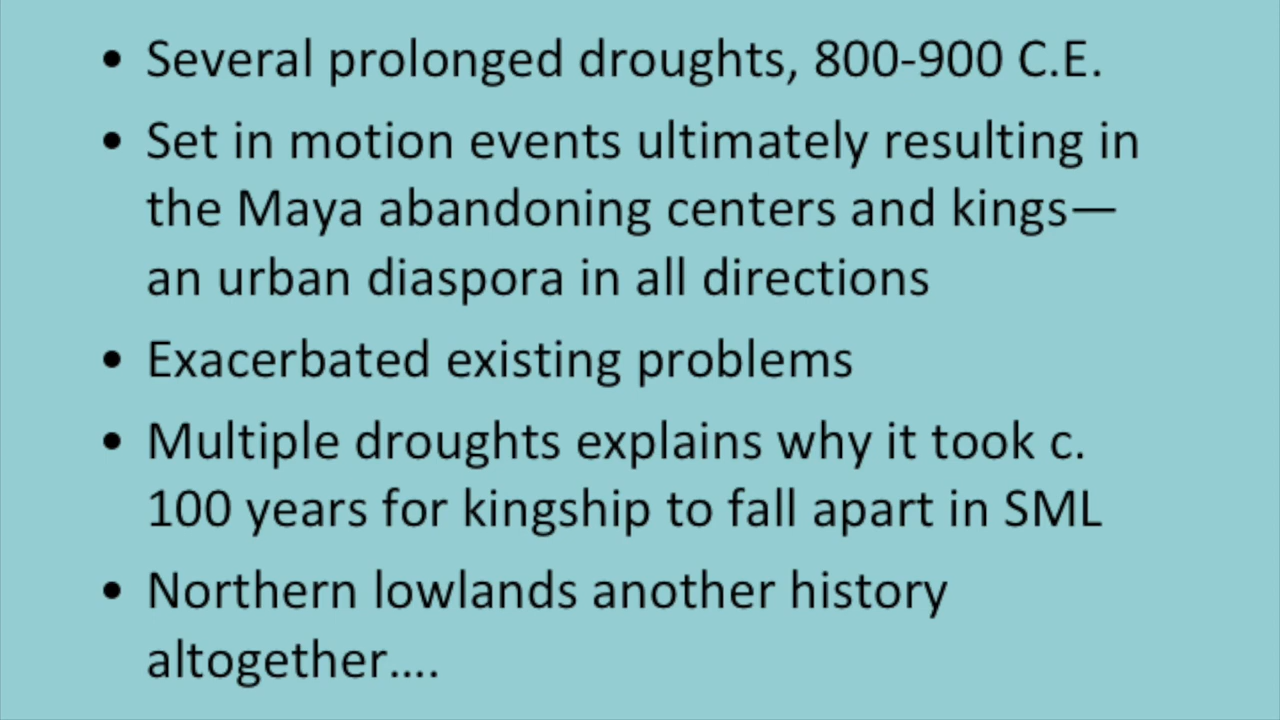 • Several prolonged droughts, 800-900 C.E.
• Set in motion events ultimately resulting in
the Maya abandoning centers and kings—
an urban diaspora in all directions
• Exacerbated existing problems
• Multiple droughts explains why it took c.
100 years for kingship to fall apart in SML
• Northern lowlands another history
altogether....